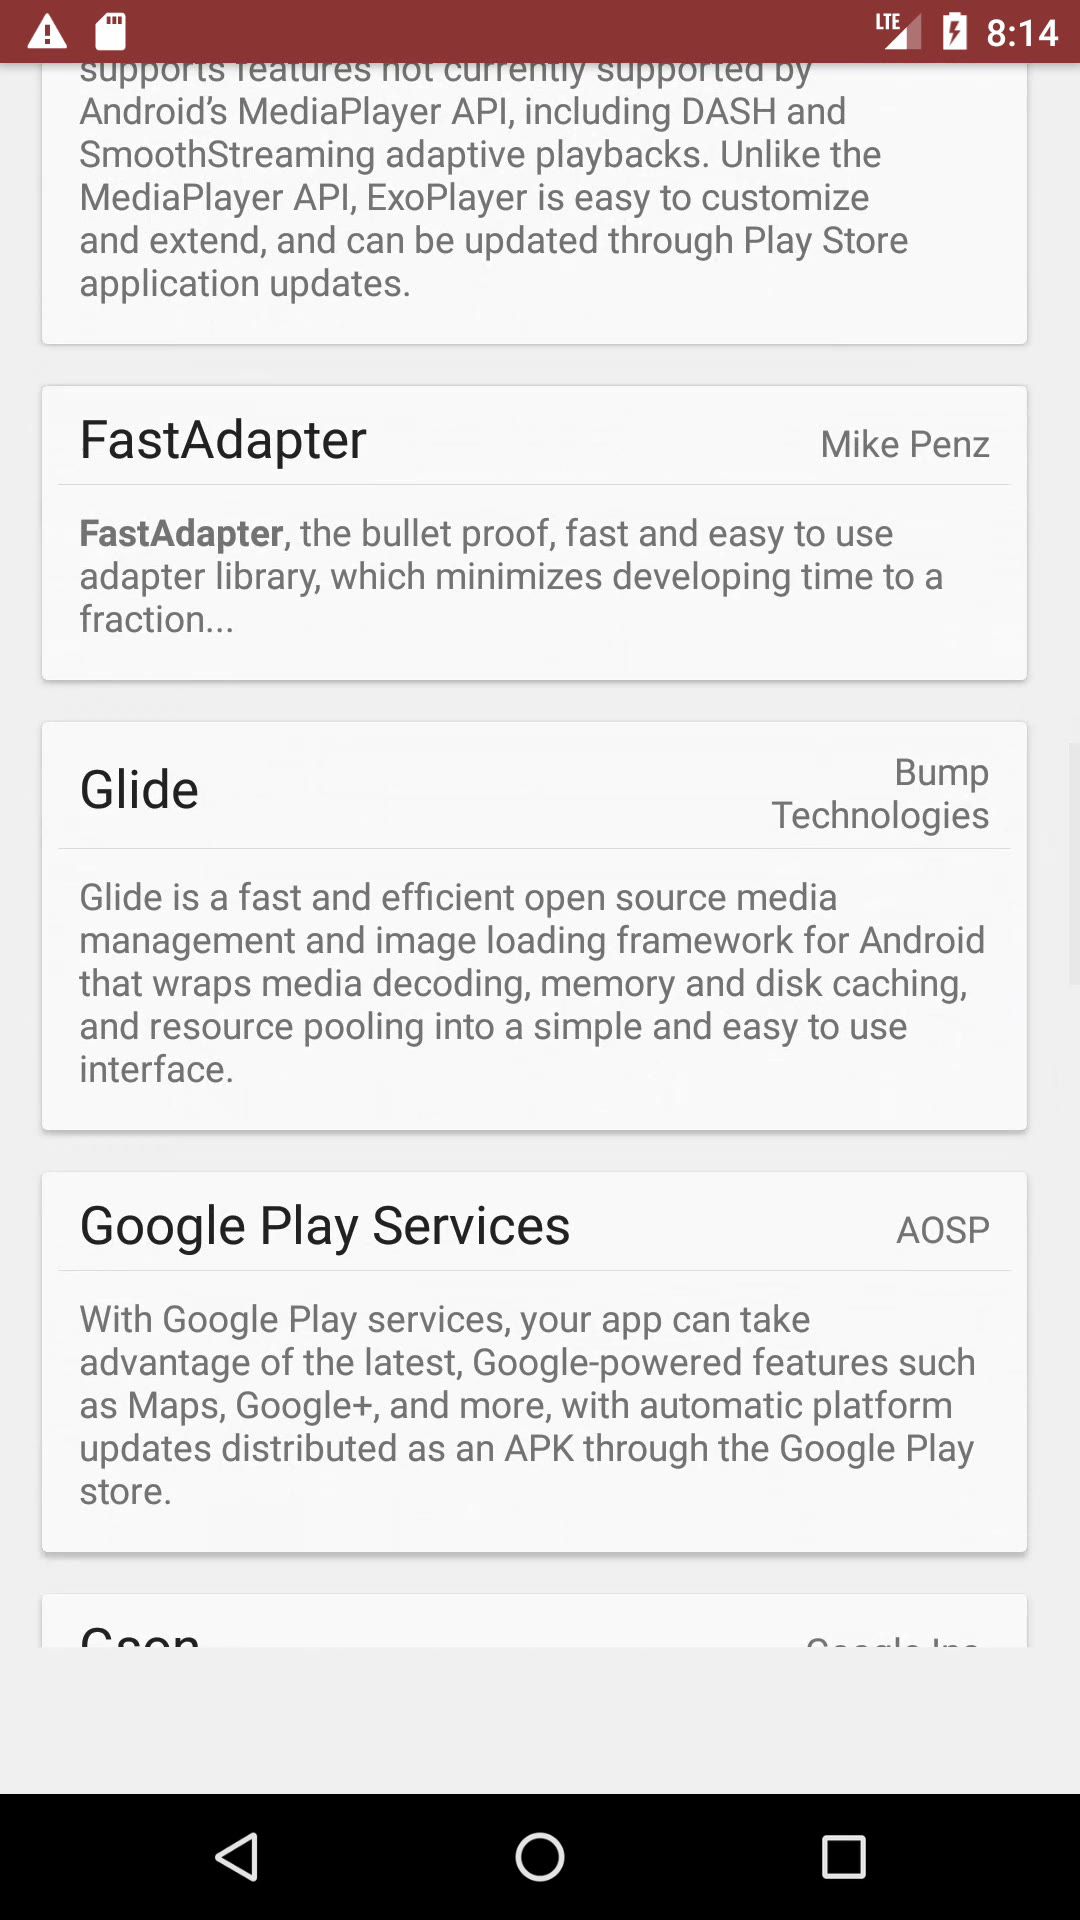 LTE 8:14
supports features not currently supported by
Android’s MediaPlayer API, including DASH and
SmoothStreaming adaptive playbacks. Unlike the
MediaPlayer API, ExoPlayer is easy to customize
and extend, and can be updated through Play Store
application updates.
FastAdapter Mike Penz
FastAdapter, the bullet proof, fast and easy to use
adapter library, which minimizes developing time to a
fraction...
Glide Bump
Technologies
Glide is a fast and efficient open source media
management and image loading framework for Android
that wraps media decoding, memory and disk caching,
and resource pooling into a simple and easy to use
interface.
Google Play Services AOSP
With Google Play services, your app can take
advantage of the latest, Google-powered features such
as Maps, Google+, and more, with automatic platform
updates distributed as an APK through the Google Play
store.
Gson Google Inc.